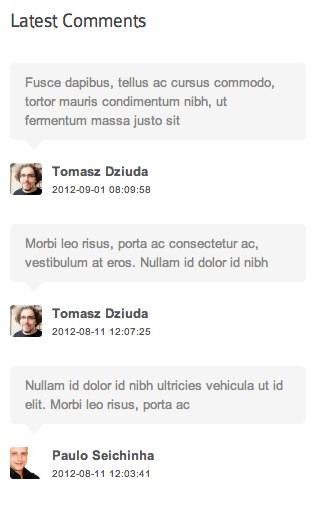 Latest Comments
Fusce dapibus, tellus ac cursus commodo,
tortor mauris condimentum nibh, ut
fermentum massa justo sit
Tomasz Dziuda
2012-09-01 08:09:58
Morbi leo risus, porta ac consectetur ac,
vestibulum at eros. Nullam id dolor id nibh
Tomasz Dziuda
2012-08-11 12:07:25
Nullam id dolor id nibh ultricies vehicula ut id
elit. Morbi leo risus, porta ac
Paulo Seichinha
2012-08-11 12:03:41